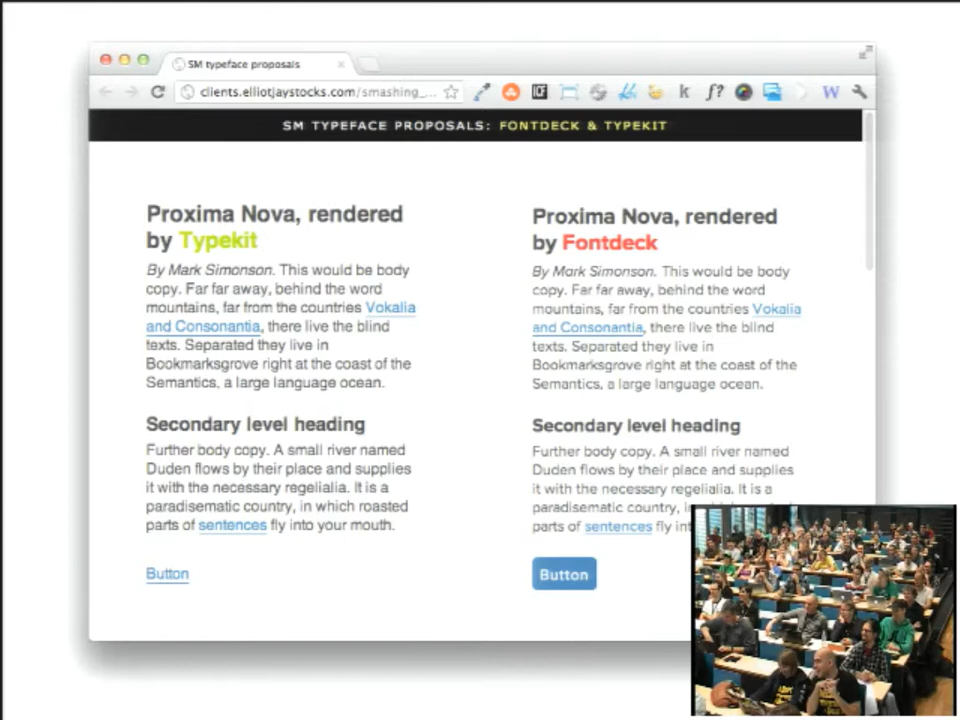 SM typeface proposals
clients.elliotjaystocks.com/smashing_...
SM TYPEFACE PROPOSALS: FONTDECK & TYPEKIT
Proxima Nova, rendered
by Typekit
By Mark Simonson. This would be body
copy. Far far away, behind the word
mountains, far from the countries Vokalia
and Consonantia, there live the blind
texts. Separated they live in
Bookmarksgrove right at the coast of the
Semantics, a large language ocean.
Secondary level heading
Further body copy. A small river named
Duden flows by their place and supplies
it with the necessary regelialia. It is a
paradisematic country, in which roasted
parts of sentences fly into your mouth.
Button
Proxima Nova, rendered
by Fontdeck
By Mark Simonson. This would be body
copy. Far far away, behind the word
mountains, far from the countries Vokalia
and Consonantia, there live the blind
texts. Separated they live in
Bookmarksgrove right at the coast of the
Semantics, a large language ocean.
Secondary level heading
Further body copy. A small river named
Duden flows by their place and supplies
it with the necessary regelialia. It is a
paradisematic country, in which roasted
parts of sentences fly
Button